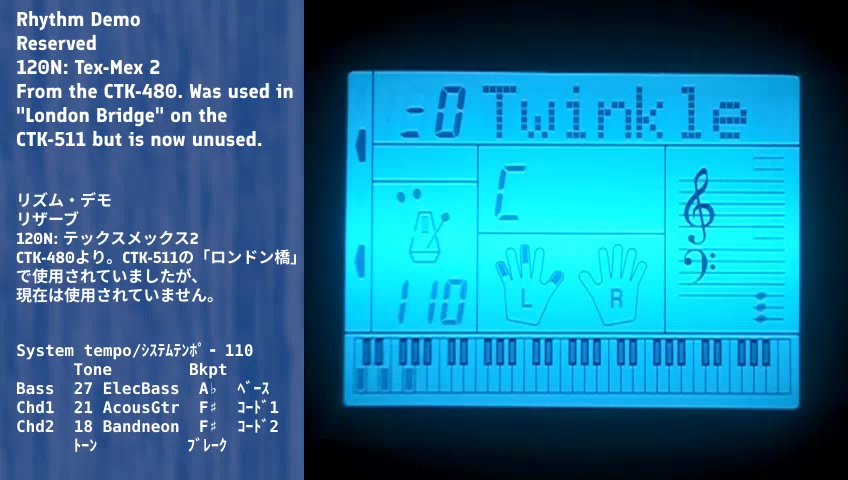 Rhythm Demo
Reserved
120N: Tex-Mex 2
From the CTK-480. Was used in
"London Bridge" on the
CTK-511 but is now unused.
リズム・デモ
リザーブ
120N: テックスメックス2
CTK-480より。CTK-511の「ロンドン橋」
で使用されていましたが、
現在は使用されていません。
System tempo/ｼｽﾃﾑﾃﾝﾎﾟ - 110
Tone Bkpt
Bass 27 ElecBass A♭ ﾍﾞｰｽ
Chd1 21 AcousGtr F♯ ｺｰﾄﾞ1
Chd2 18 Bandneon F♯ ｺｰﾄﾞ2
ﾄｰﾝ ﾌﾞﾚｰｸ
=0 Twinkle
C
110
L R